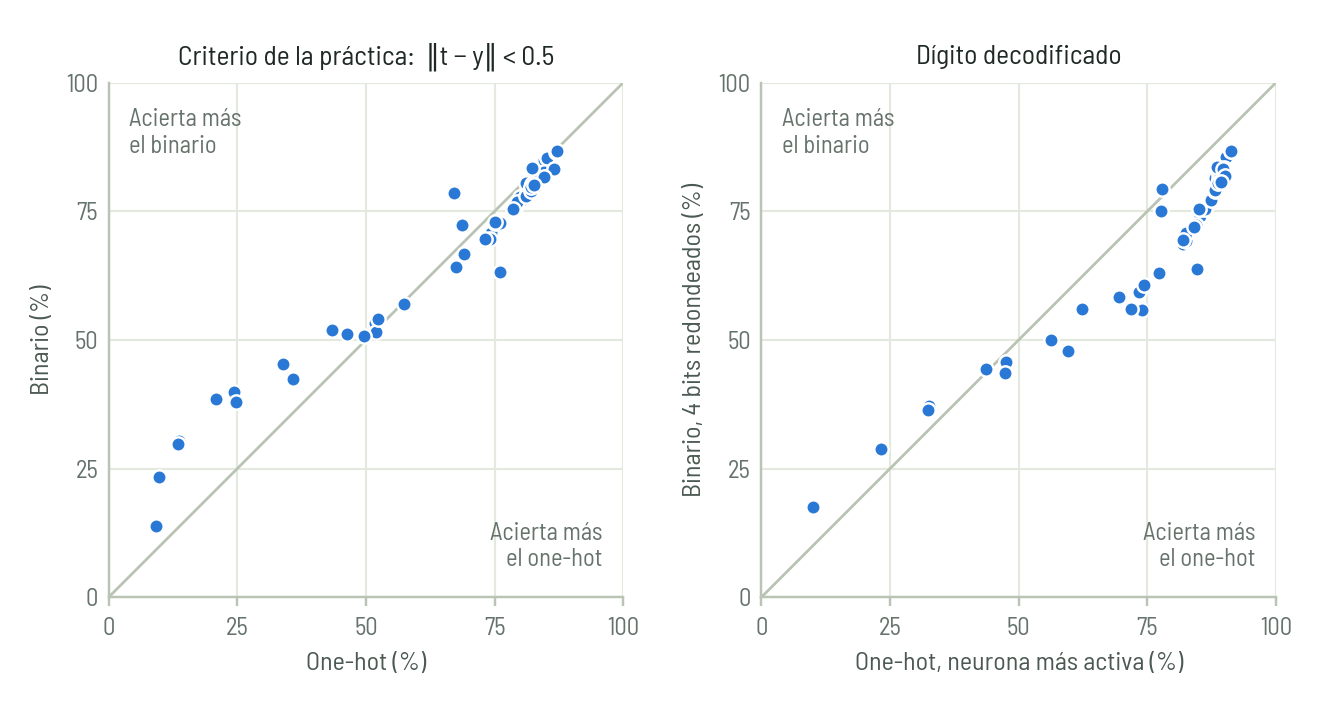 Criterio de la práctica: ‖t − y‖ < 0.5
100
75
50
25
0
Binario (%)
Acierta más
el binario
Acierta más
el one-hot
0 25 50 75 100
One-hot (%)
Dígito decodificado
100
75
50
25
0
Binario, 4 bits redondeados (%)
Acierta más
el binario
Acierta más
el one-hot
0 25 50 75 100
One-hot, neurona más activa (%)